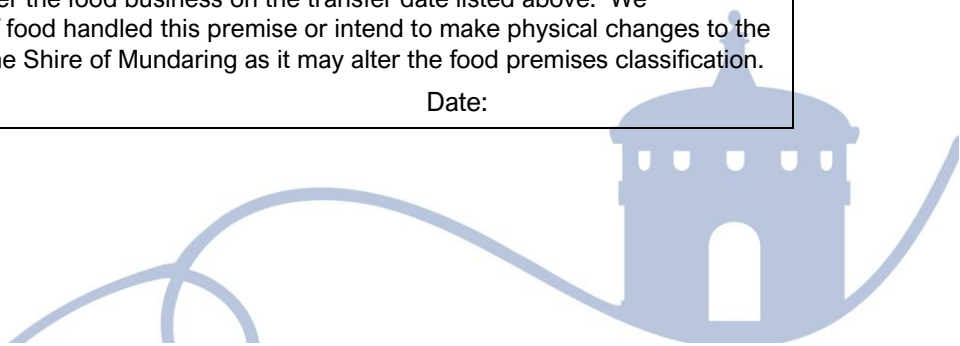 er the food business on the transfer date listed above. We
f food handled this premise or intend to make physical changes to the
he Shire of Mundaring as it may alter the food premises classification.
Date: